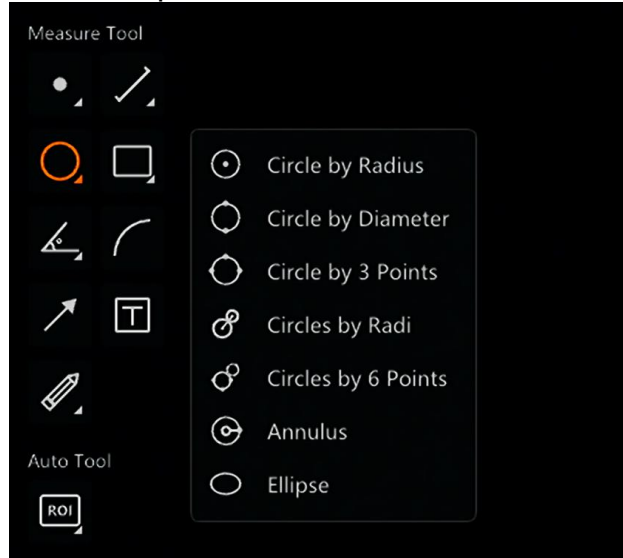 Measure Tool
Circle by Radius
Circle by Diameter
T
Circle by 3 Points
Circles by Radi
Circles by 6 Points
Annulus
Auto Tool
Ellipse
ROI